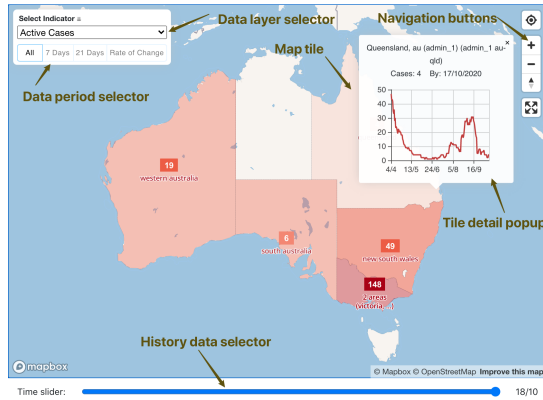 Select Indicator
Active Cases
All 7 Days 21 Days Rate of Change
Data layer selector
Navigation buttons
Map tile
Data period selector
×
Queensland, au (admin_1) (admin_1 au-
qld)
Cases: 4 By: 17/10/2020
50
40
30
20
10
0
4/4 13/5 24/6 5/8 16/9
+
−
Tile detail popup
19
western australia
6
south australia
49
new south wales
148
2 areas
(victoria, ...)
History data selector
mapbox
© Mapbox © OpenStreetMap Improve this map
Time slider: 18/10